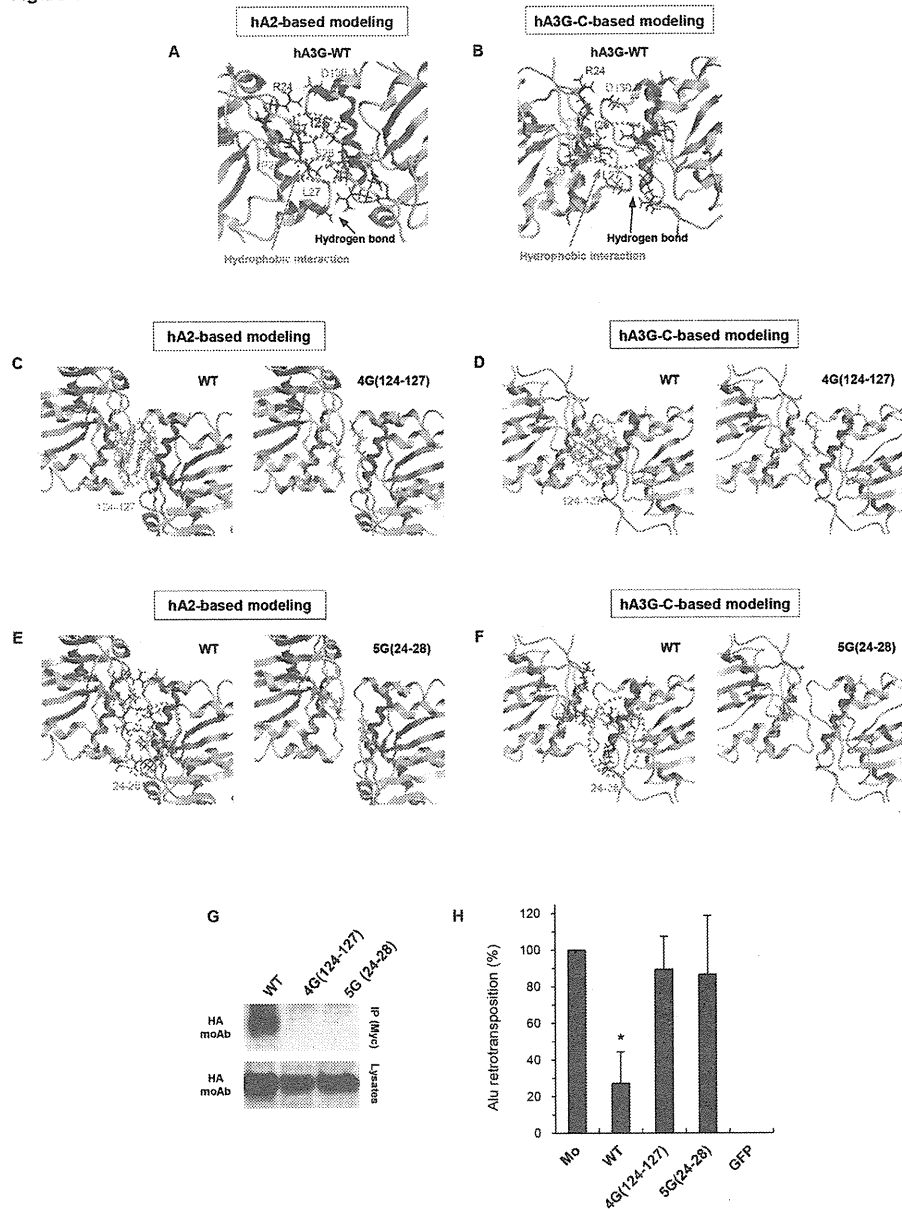 hA2-based modeling
hA3G-C-based modeling
A
hA3G-WT
B
hA3G-WT
R24
R24
L27
Hydrogen bond
Hydrophobic interaction
Hydrogen bond
Hydrophobic interaction
hA2-based modeling
hA3G-C-based modeling
C
WT
4G(124-127)
D
WT
4G(124-127)
124-127
124-127
hA2-based modeling
hA3G-C-based modeling
E
WT
5G(24-28)
F
WT
5G(24-28)
24-28
24-28
G
WT
4G(124-127)
5G (24-28)
HA
moAb
IP (Myc)
HA
moAb
Lysates
H
Alu retrotransposition (%)
120
100
80
60
40
20
0
*
Mo
WT
4G(124-127)
5G(24-28)
GFP